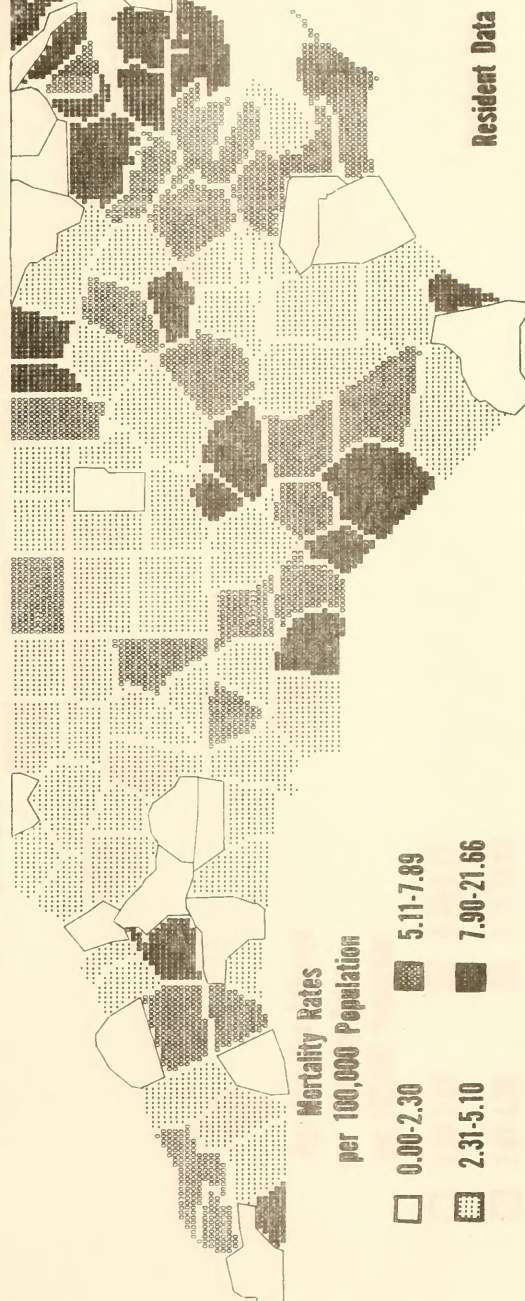 Resident Data
Mortality Rates
per 100,000 Population
0.00-2.30
5.11-7.89
2.31-5.10
7.90-21.66